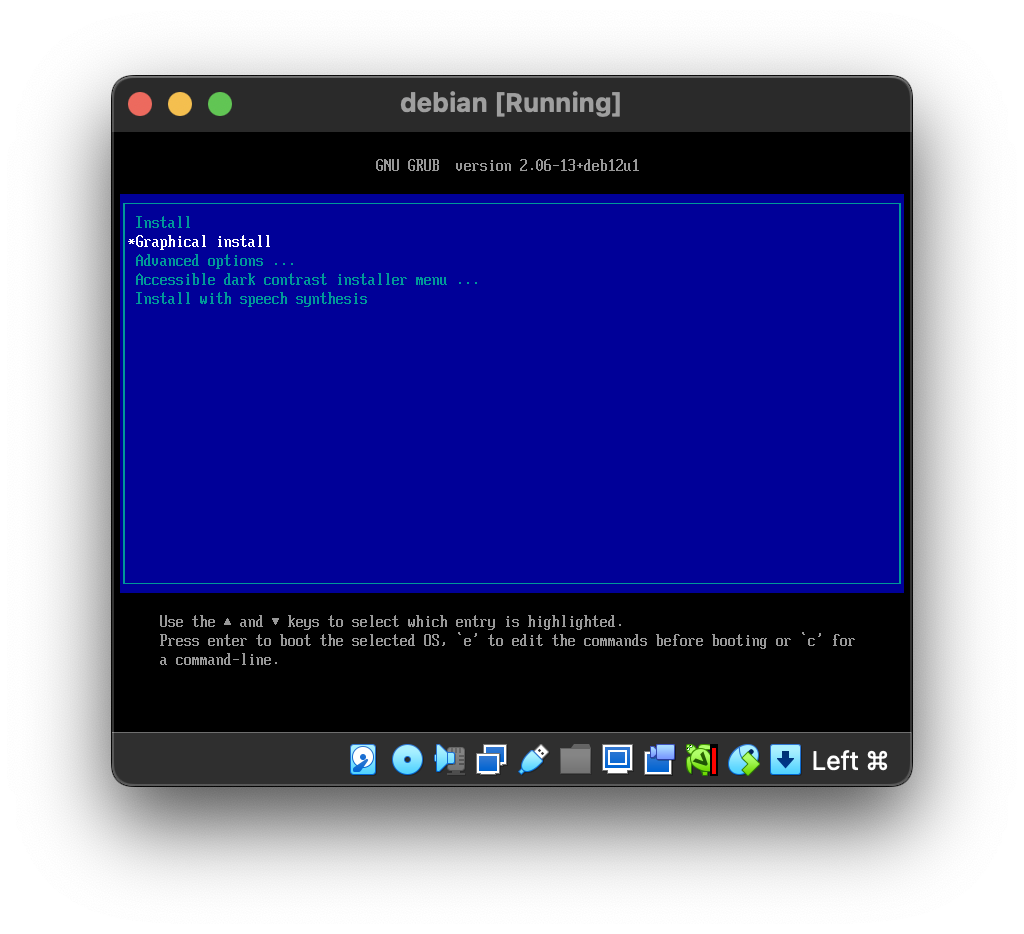 debian [Running]
GNU GRUB  version 2.06-13+deb12u1
Install
*Graphical install
Advanced options ...
Accessible dark contrast installer menu ...
Install with speech synthesis
Use the ▲ and ▼ keys to select which entry is highlighted.
Press enter to boot the selected OS, `e' to edit the commands before booting or `c' for
a command-line.
Left ⌘